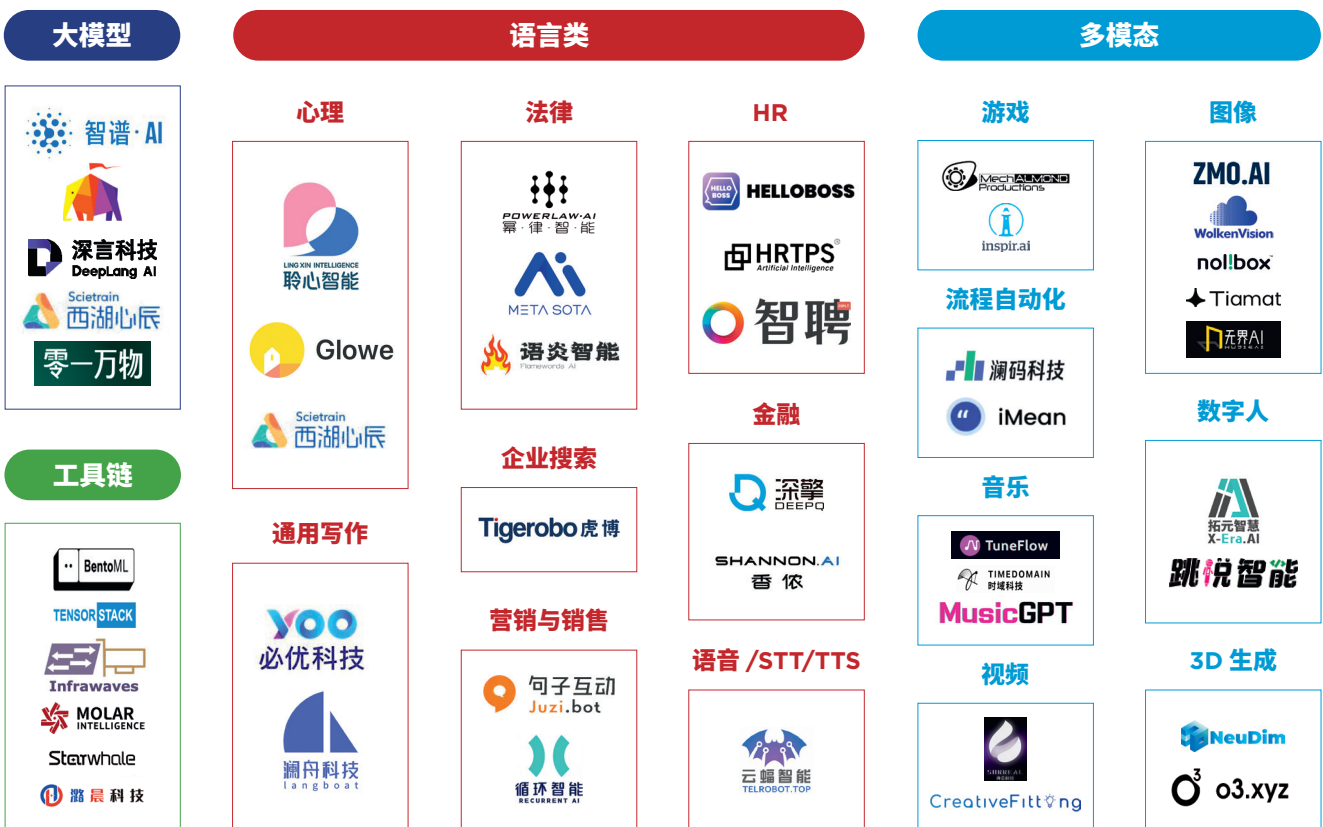 大模型
智谱·AI
深言科技
DeepLang AI
Scietrain
西湖心辰
零一万物
工具链
BentoML
TENSORSTACK
Infrawaves
MOLAR
INTELLIGENCE
Starwhale
潞晨科技
语言类
心理
LING XIN INTELLIGENCE
聆心智能
Glowe
Scietrain
西湖心辰
通用写作
YOO
必优科技
澜舟科技
langboat
法律
POWERLAW·AI
幂·律·智·能
META SOTA
语炎智能
Flamewords AI
企业搜索
Tigerobo虎博
营销与销售
句子互动
Juzi.bot
循环智能
RECURRENT AI
HR
HELLO
BOSS
HELLOBOSS
HRTPS®
Artificial Intelligence
智聘
金融
深擎
DEEPQ
SHANNON.AI
香侬
语音/STT/TTS
云蝠智能
TELROBOT.TOP
多模态
游戏
MechALMOND
Productions
inspir.ai
流程自动化
澜码科技
iMean
音乐
TuneFlow
TIMEDOMAIN
时域科技
MusicGPT
视频
CreativeFitting
图像
ZMO.AI
WolkenVision
nolibox
Tiamat
无界AI
数字人
拓元智慧
X-Era.AI
跳悦智能
3D 生成
NeuDim
O³ o3.xyz